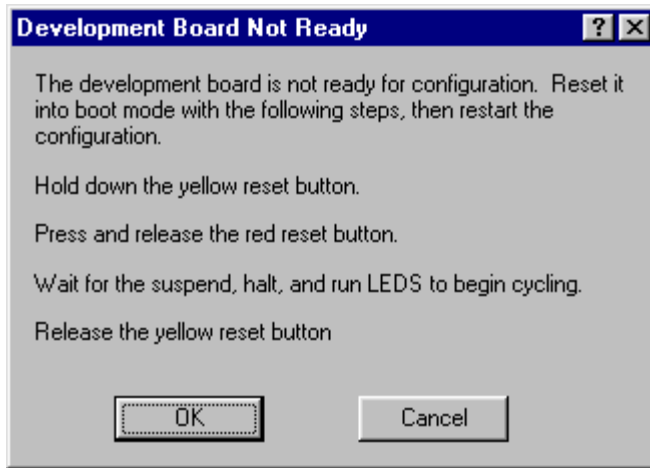 Development Board Not Ready
The development board is not ready for configuration.  Reset it
into boot mode with the following steps, then restart the
configuration.
Hold down the yellow reset button.
Press and release the red reset button.
Wait for the suspend, halt, and run LEDS to begin cycling.
Release the yellow reset button
OK
Cancel